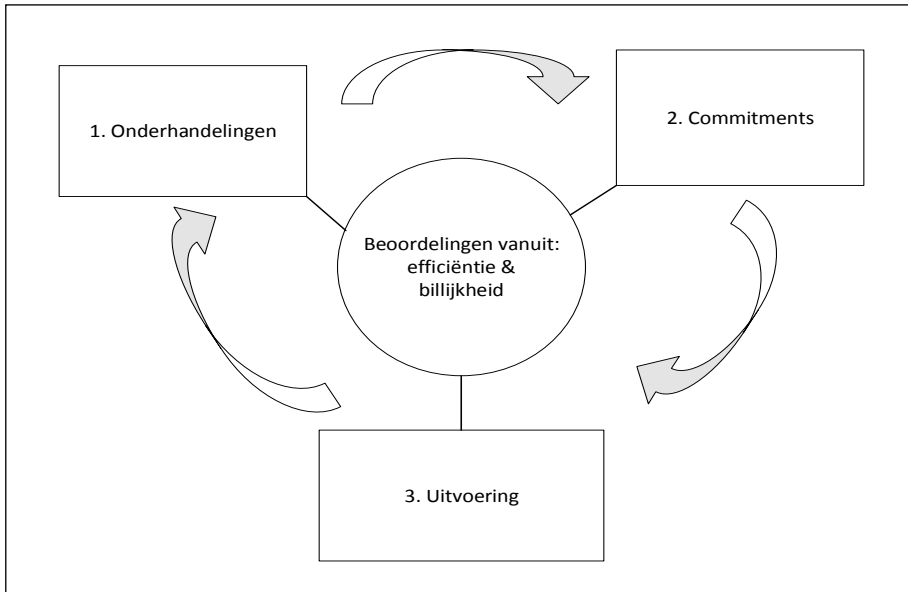 1. Onderhandelingen
2. Commitments
Beoordelingen vanuit:
efficiëntie &
billijkheid
3. Uitvoering